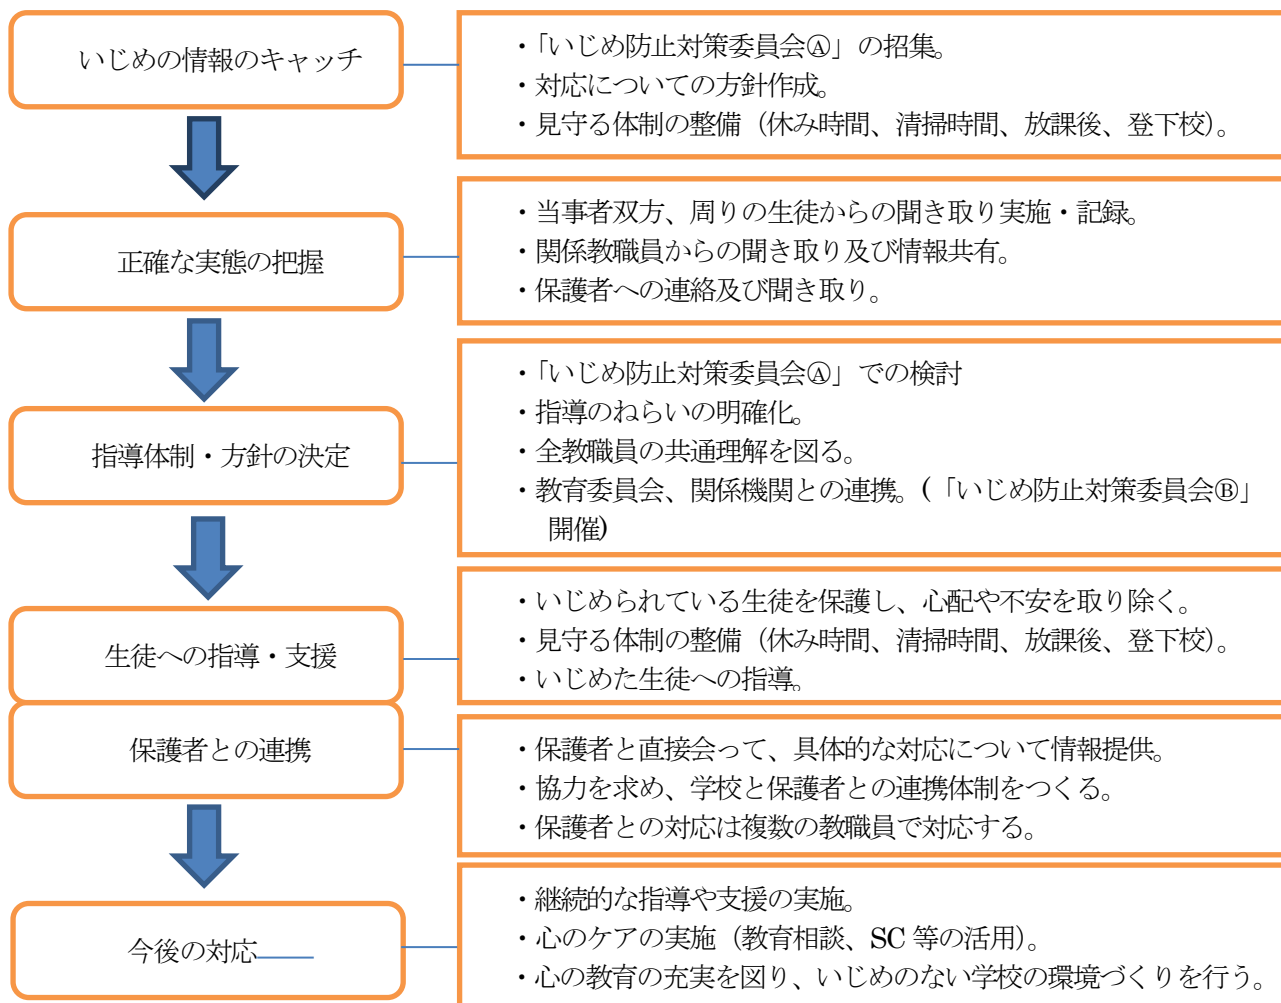 いじめの情報のキャッチ
・「いじめ防止対策委員会Ⓐ」の招集。
・対応についての方針作成。
・見守る体制の整備（休み時間、清掃時間、放課後、登下校）。
正確な実態の把握
・当事者双方、周りの生徒からの聞き取り実施・記録。
・関係教職員からの聞き取り及び情報共有。
・保護者への連絡及び聞き取り。
指導体制・方針の決定
・「いじめ防止対策委員会Ⓐ」での検討
・指導のねらいの明確化。
・全教職員の共通理解を図る。
・教育委員会、関係機関との連携。(「いじめ防止対策委員会Ⓑ」
開催)
生徒への指導・支援
・いじめられている生徒を保護し、心配や不安を取り除く。
・見守る体制の整備（休み時間、清掃時間、放課後、登下校）。
・いじめた生徒への指導。
保護者との連携
・保護者と直接会って、具体的な対応について情報提供。
・協力を求め、学校と保護者との連携体制をつくる。
・保護者との対応は複数の教職員で対応する。
今後の対応
・継続的な指導や支援の実施。
・心のケアの実施（教育相談、SC 等の活用）。
・心の教育の充実を図り、いじめのない学校の環境づくりを行う。